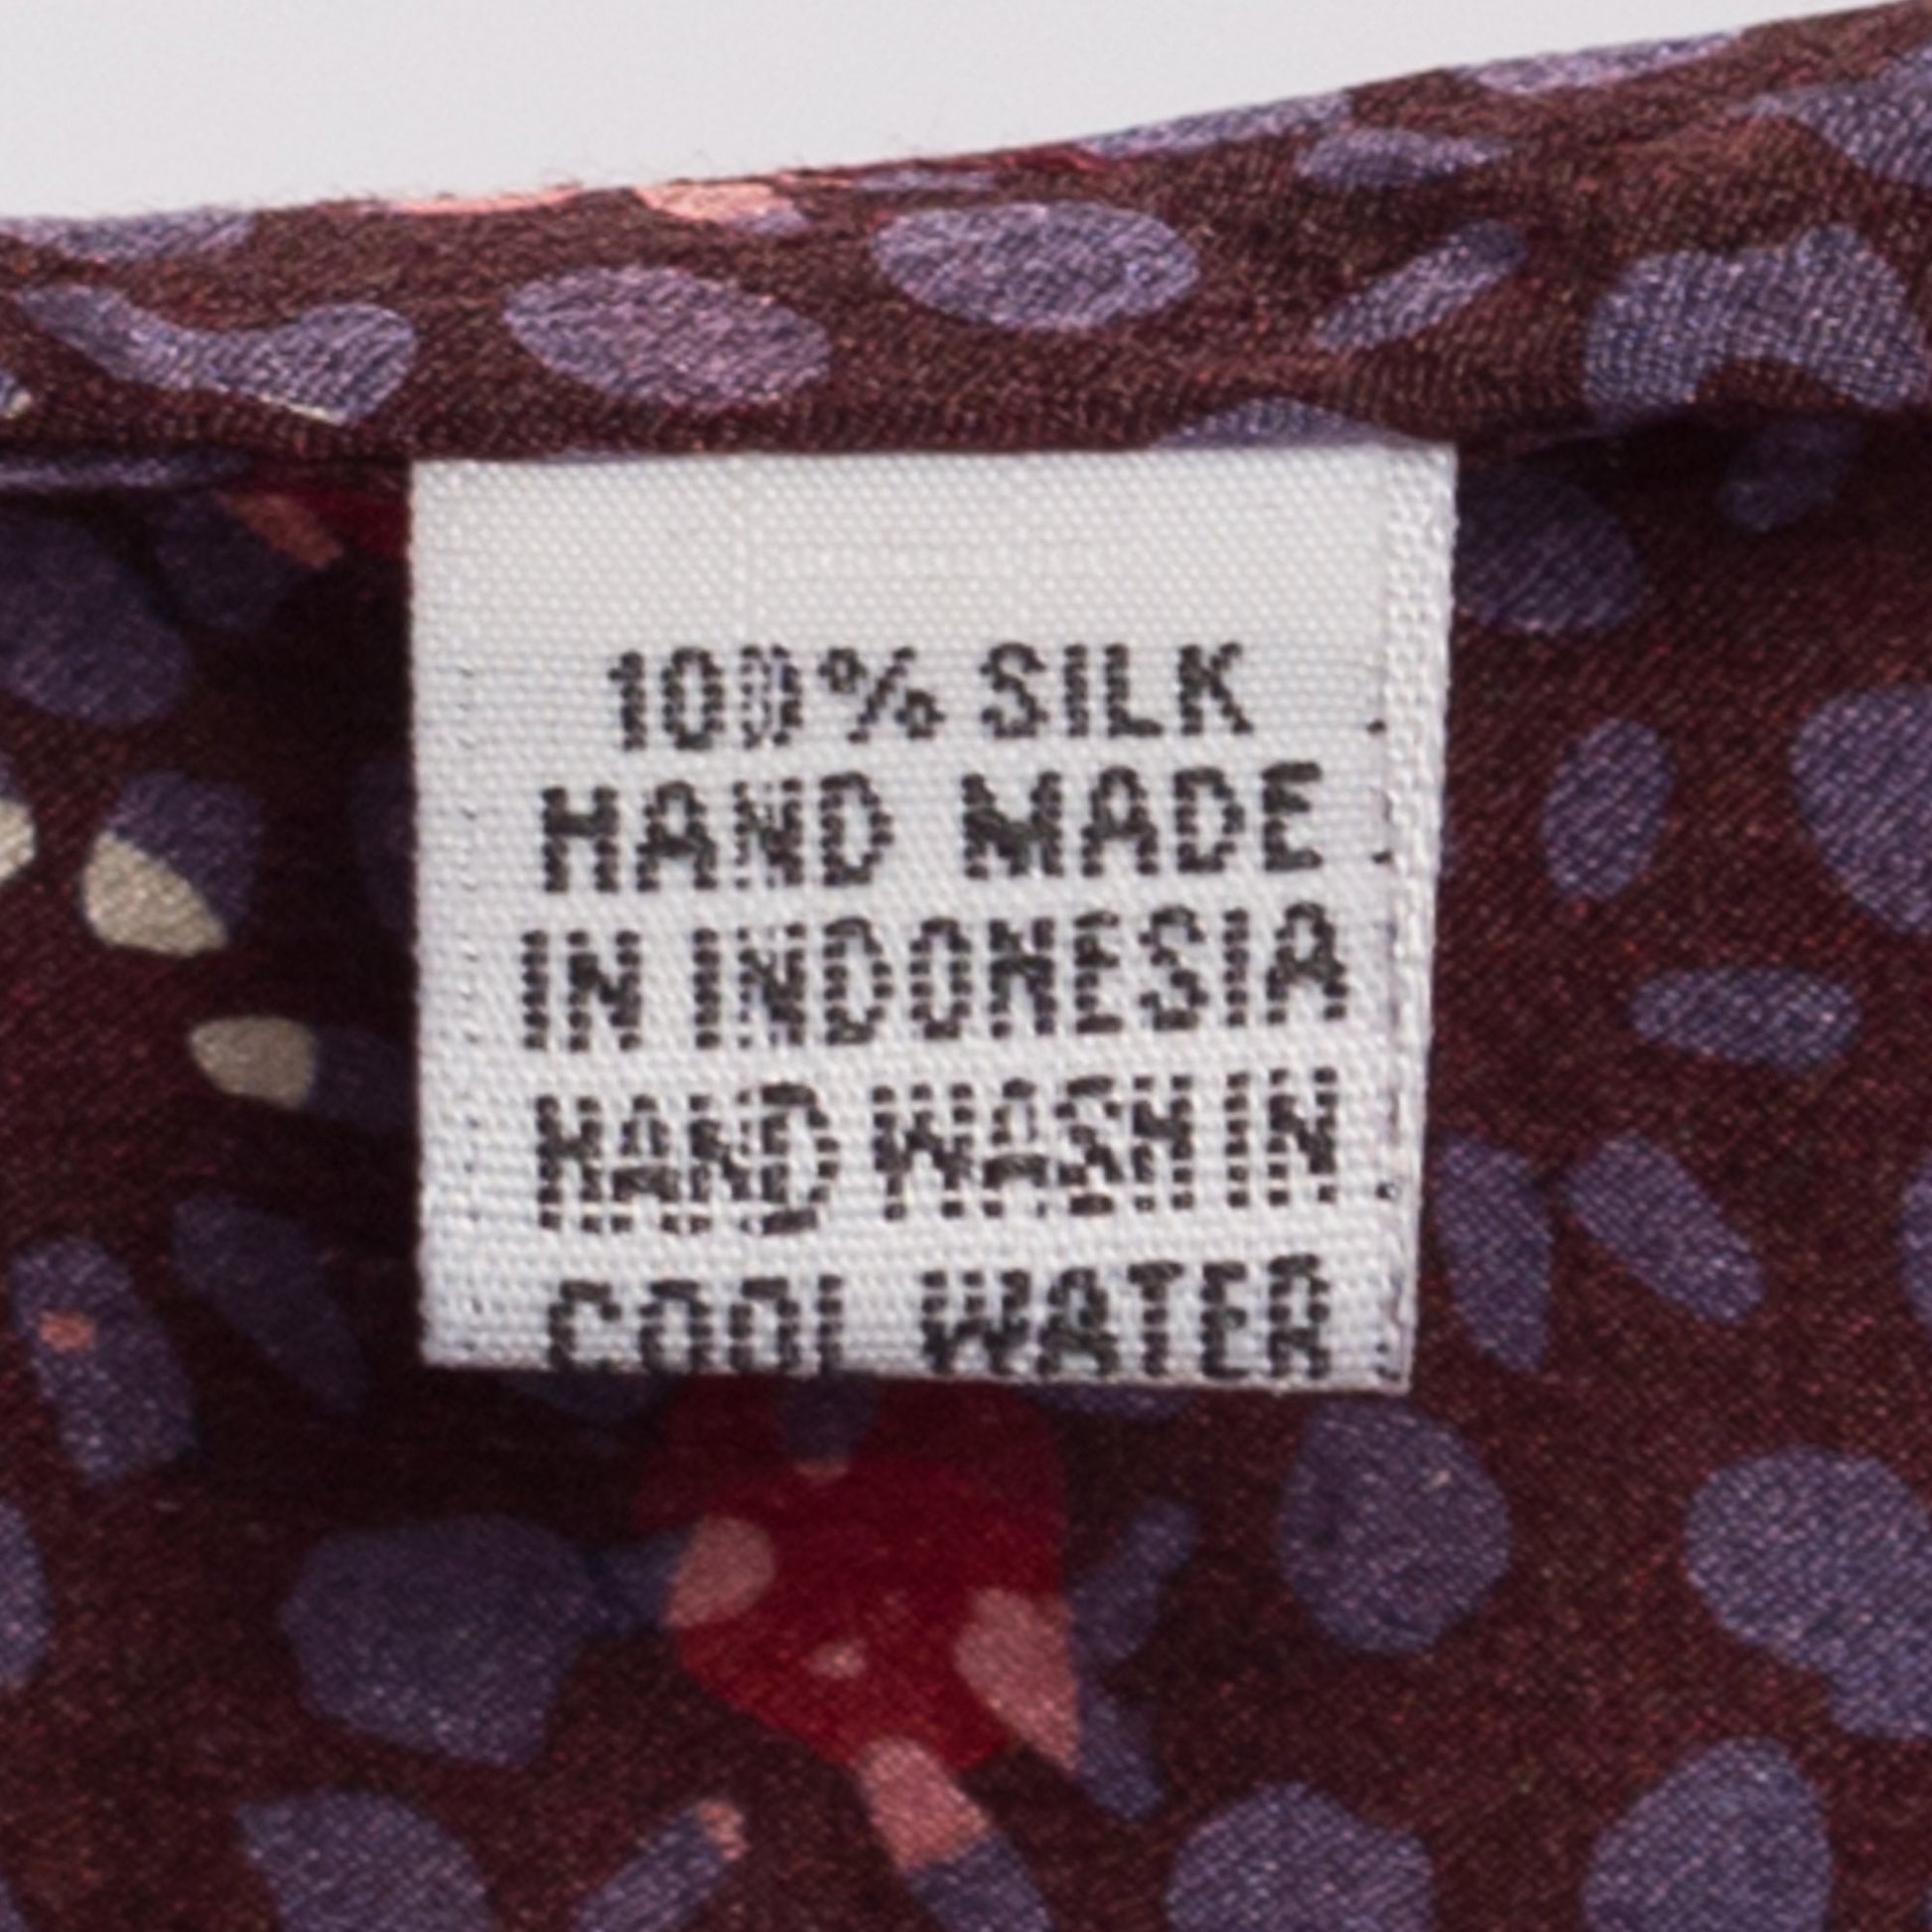 100% SILK
HAND MADE
IN INDONESIA
HAND WASH IN
COOL WATER